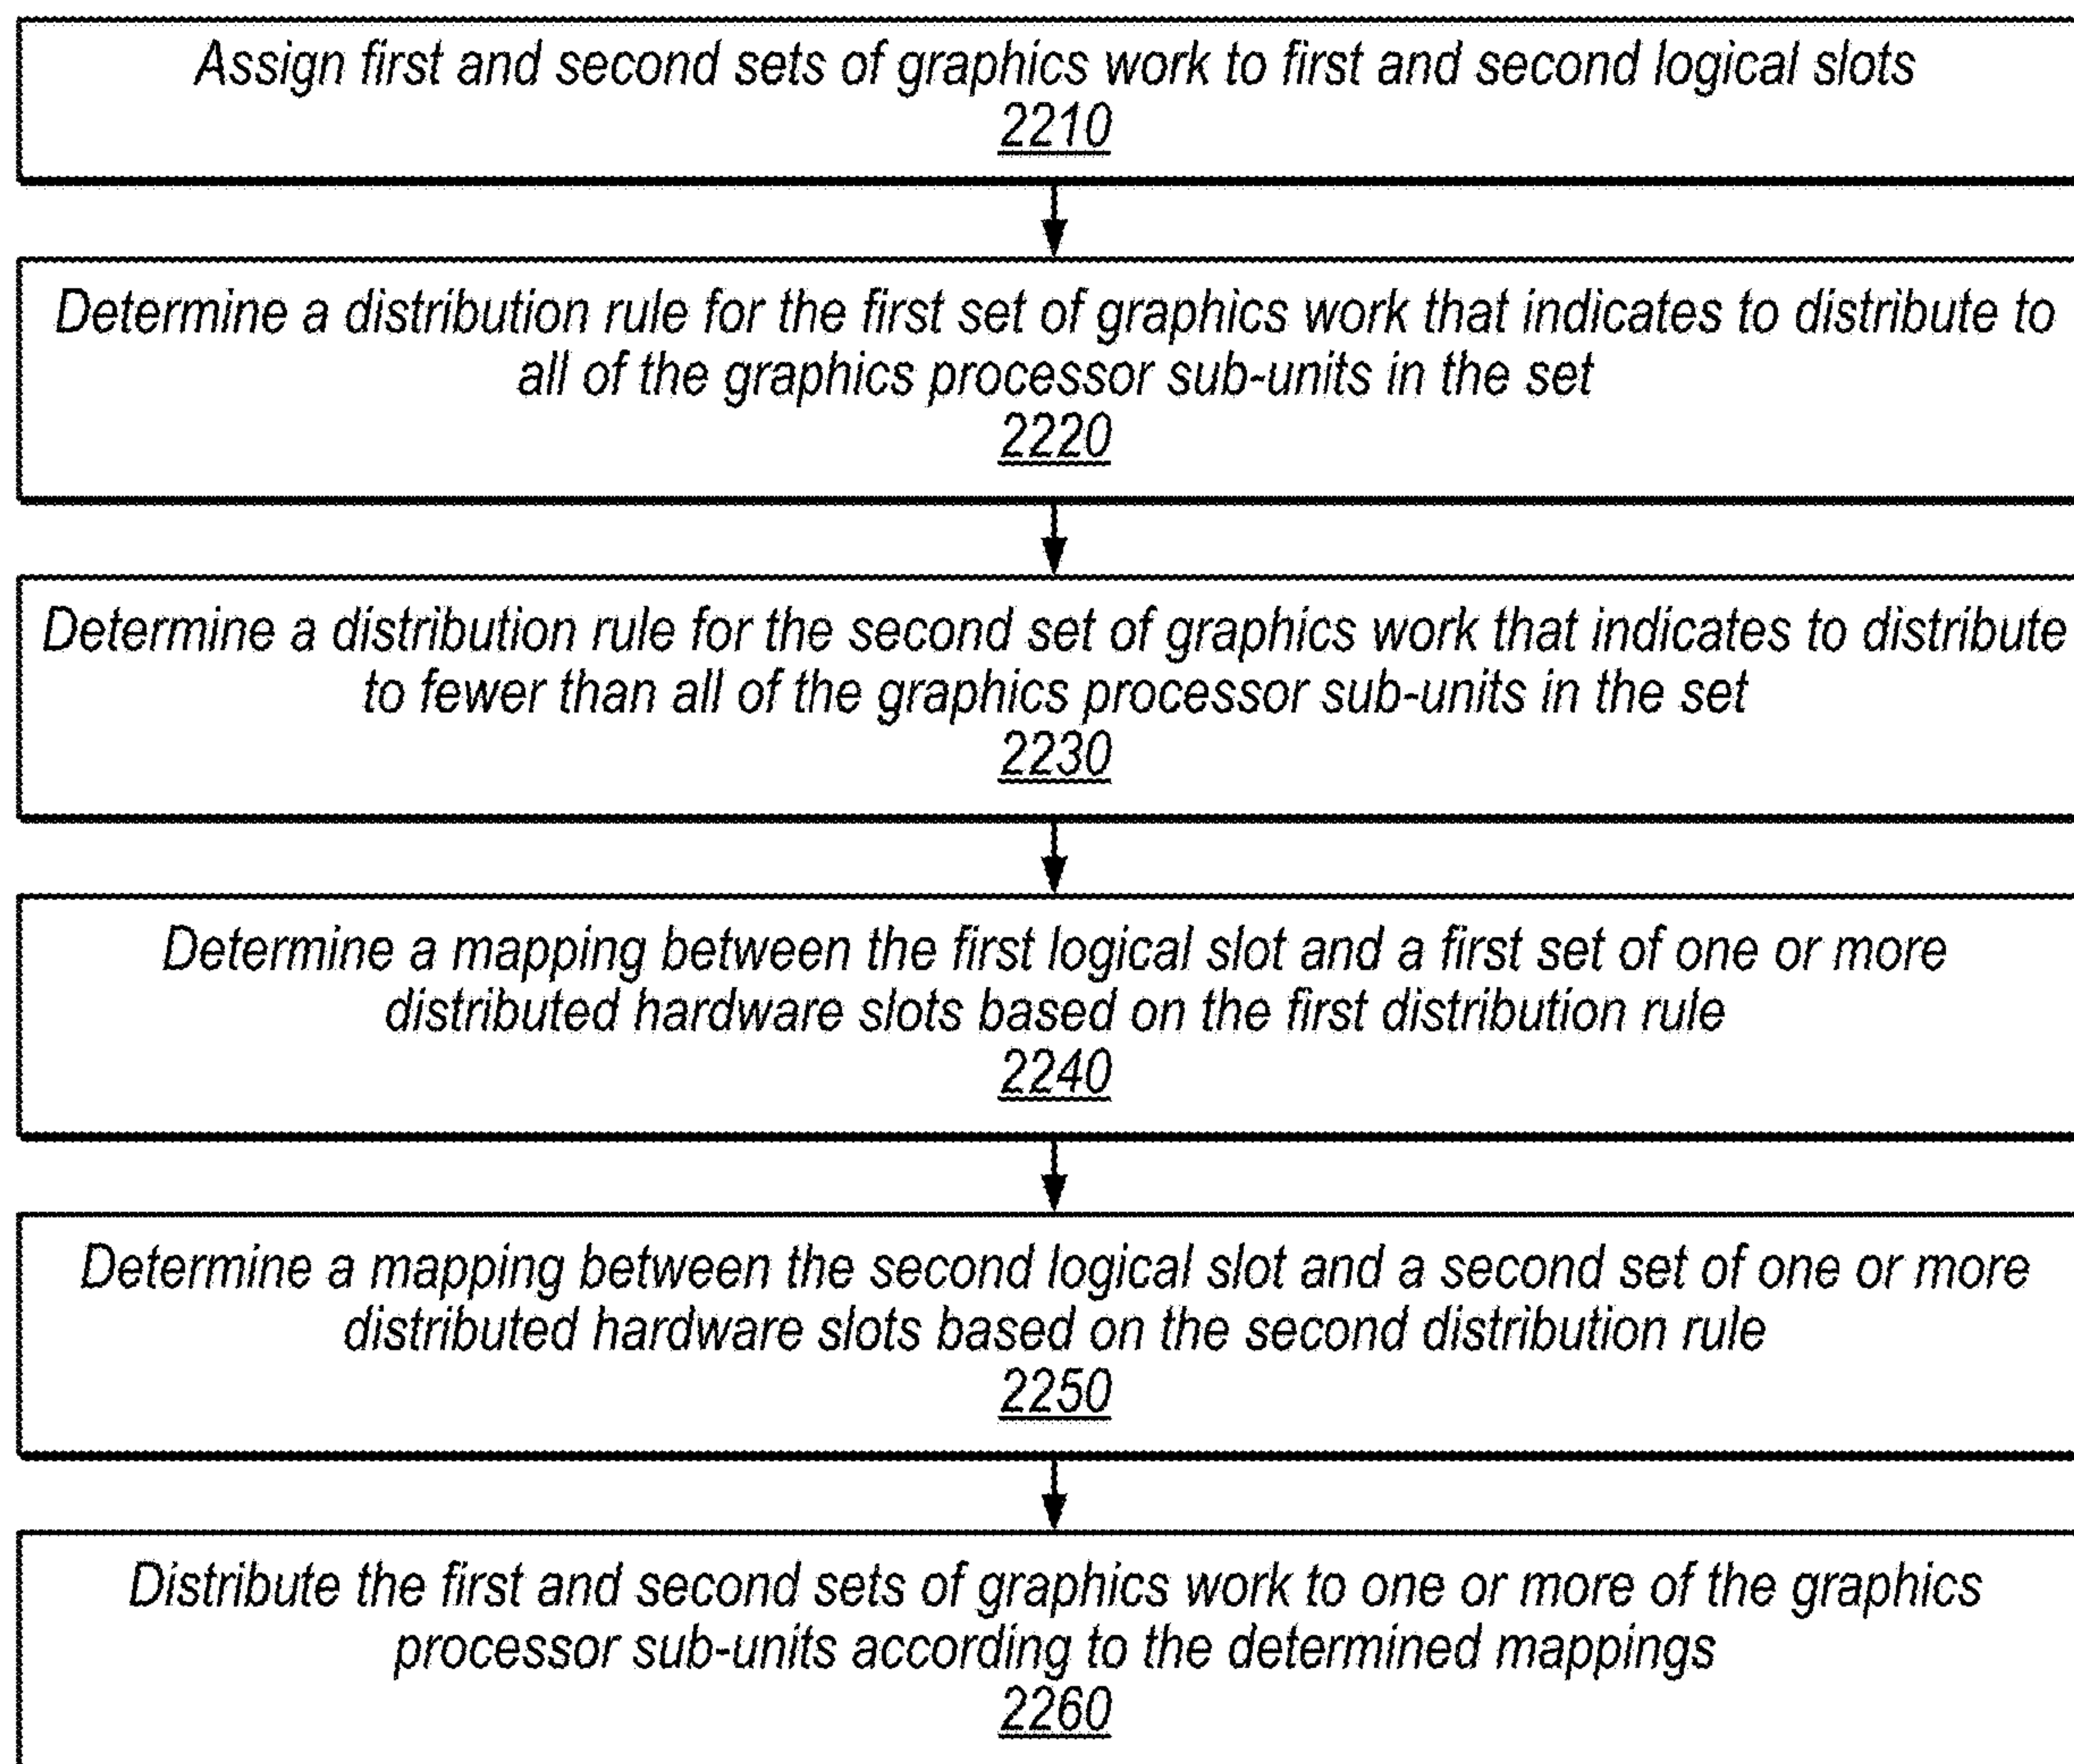 Assign first and second sets of graphics work to first and second logical slots
2210
Determine a distribution rule for the first set of graphics work that indicates to distribute to
all of the graphics processor sub-units in the set
2220
Determine a distribution rule for the second set of graphics work that indicates to distribute
to fewer than all of the graphics processor sub-units in the set
2230
Determine a mapping between the first logical slot and a first set of one or more
distributed hardware slots based on the first distribution rule
2240
Determine a mapping between the second logical slot and a second set of one or more
distributed hardware slots based on the second distribution rule
2250
Distribute the first and second sets of graphics work to one or more of the graphics
processor sub-units according to the determined mappings
2260